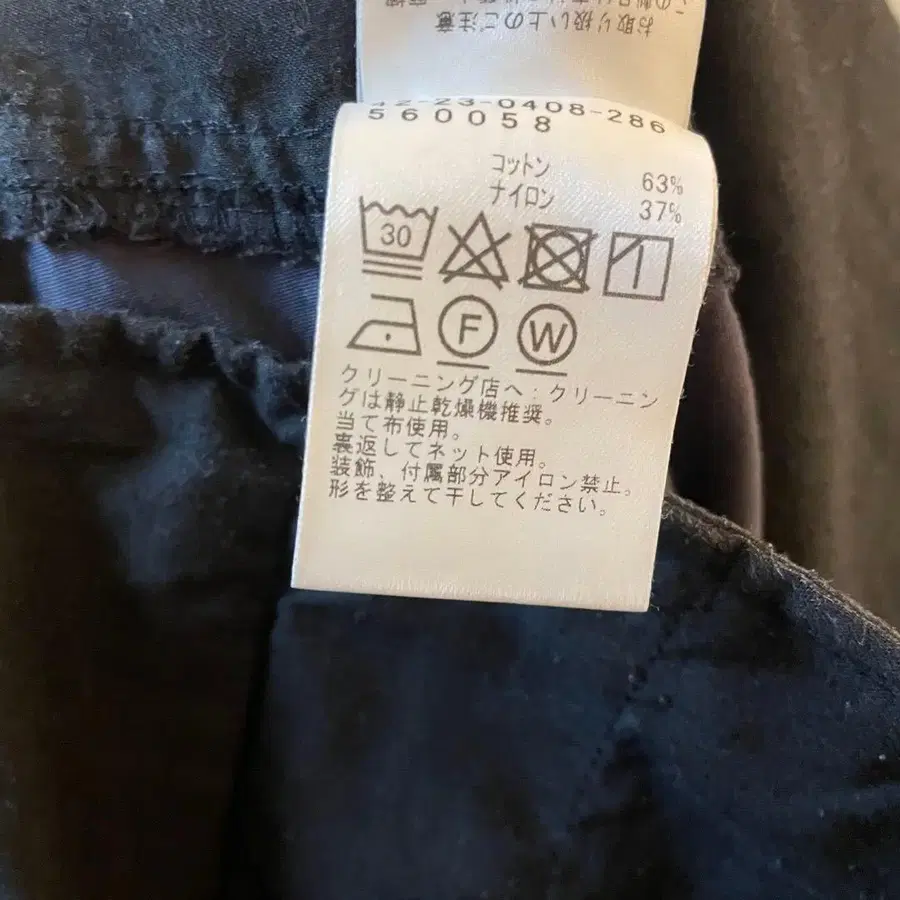 お取り扱い上のご注意
12-23-0408-286
560058
コットン 63%
ナイロン 37%
30
F W
クリーニング店へ:クリーニン
グは静止乾燥機推奨。
当て布使用。
裏返してネット使用。
装飾、付属部分アイロン禁止。
形を整えて干してください。